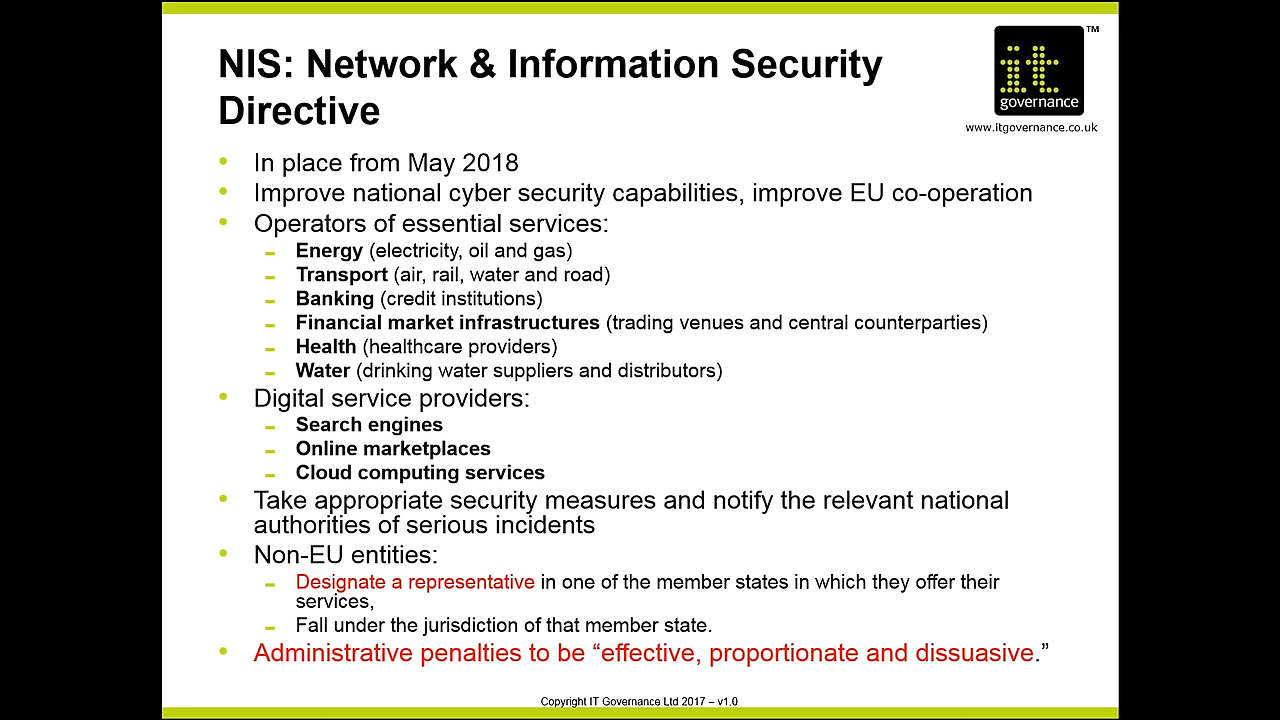 NIS: Network & Information Security
Directive
it
governance
TM
www.itgovernance.co.uk
• In place from May 2018
• Improve national cyber security capabilities, improve EU co-operation
• Operators of essential services:
– Energy (electricity, oil and gas)
– Transport (air, rail, water and road)
– Banking (credit institutions)
– Financial market infrastructures (trading venues and central counterparties)
– Health (healthcare providers)
– Water (drinking water suppliers and distributors)
• Digital service providers:
– Search engines
– Online marketplaces
– Cloud computing services
• Take appropriate security measures and notify the relevant national
authorities of serious incidents
• Non-EU entities:
– Designate a representative in one of the member states in which they offer their
services,
– Fall under the jurisdiction of that member state.
• Administrative penalties to be “effective, proportionate and dissuasive.”
Copyright IT Governance Ltd 2017 – v1.0